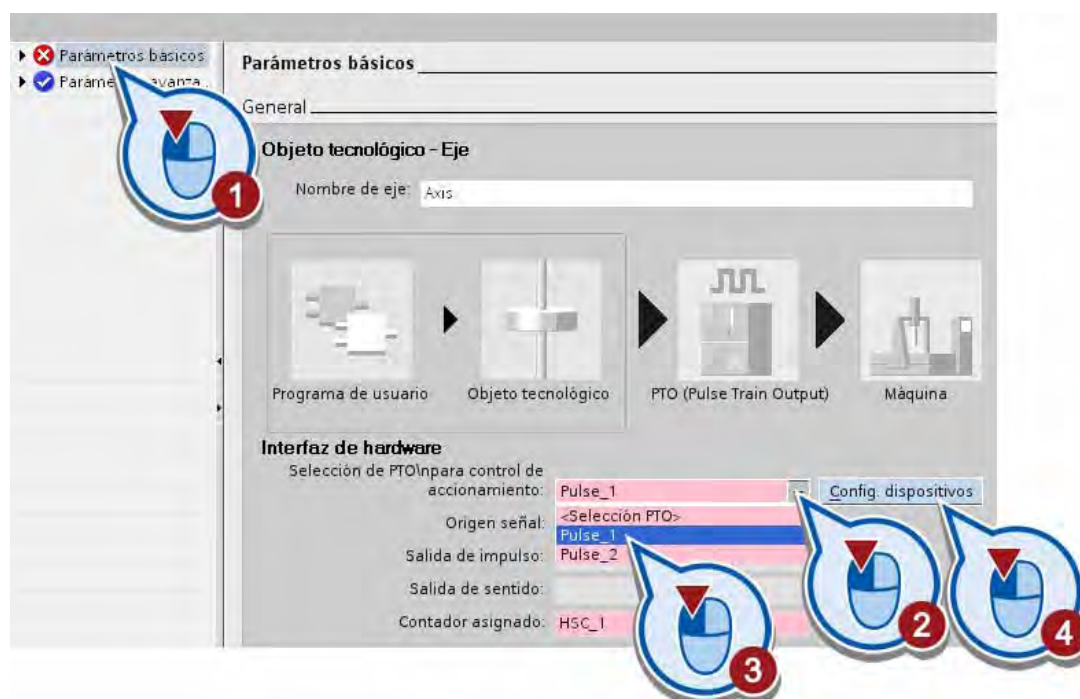 Parámetros básicos
Parámetros básicos
Paráme avanza..
General
1
Objeto tecnológico - Eje
Nombre de eje: Axis
Programa de usuario Objeto tecnológico PTO (Pulse Train Output) Máquina
Interfaz de hardware
Selección de PTO\npara control de
accionamiento: Pulse_1 Config. dispositivos
Origen señal: <Selección PTO>
Pulse_1
Salida de impulso: Pulse_2
Salida de sentido:
2
4
Contador asignado: HSC_1
3